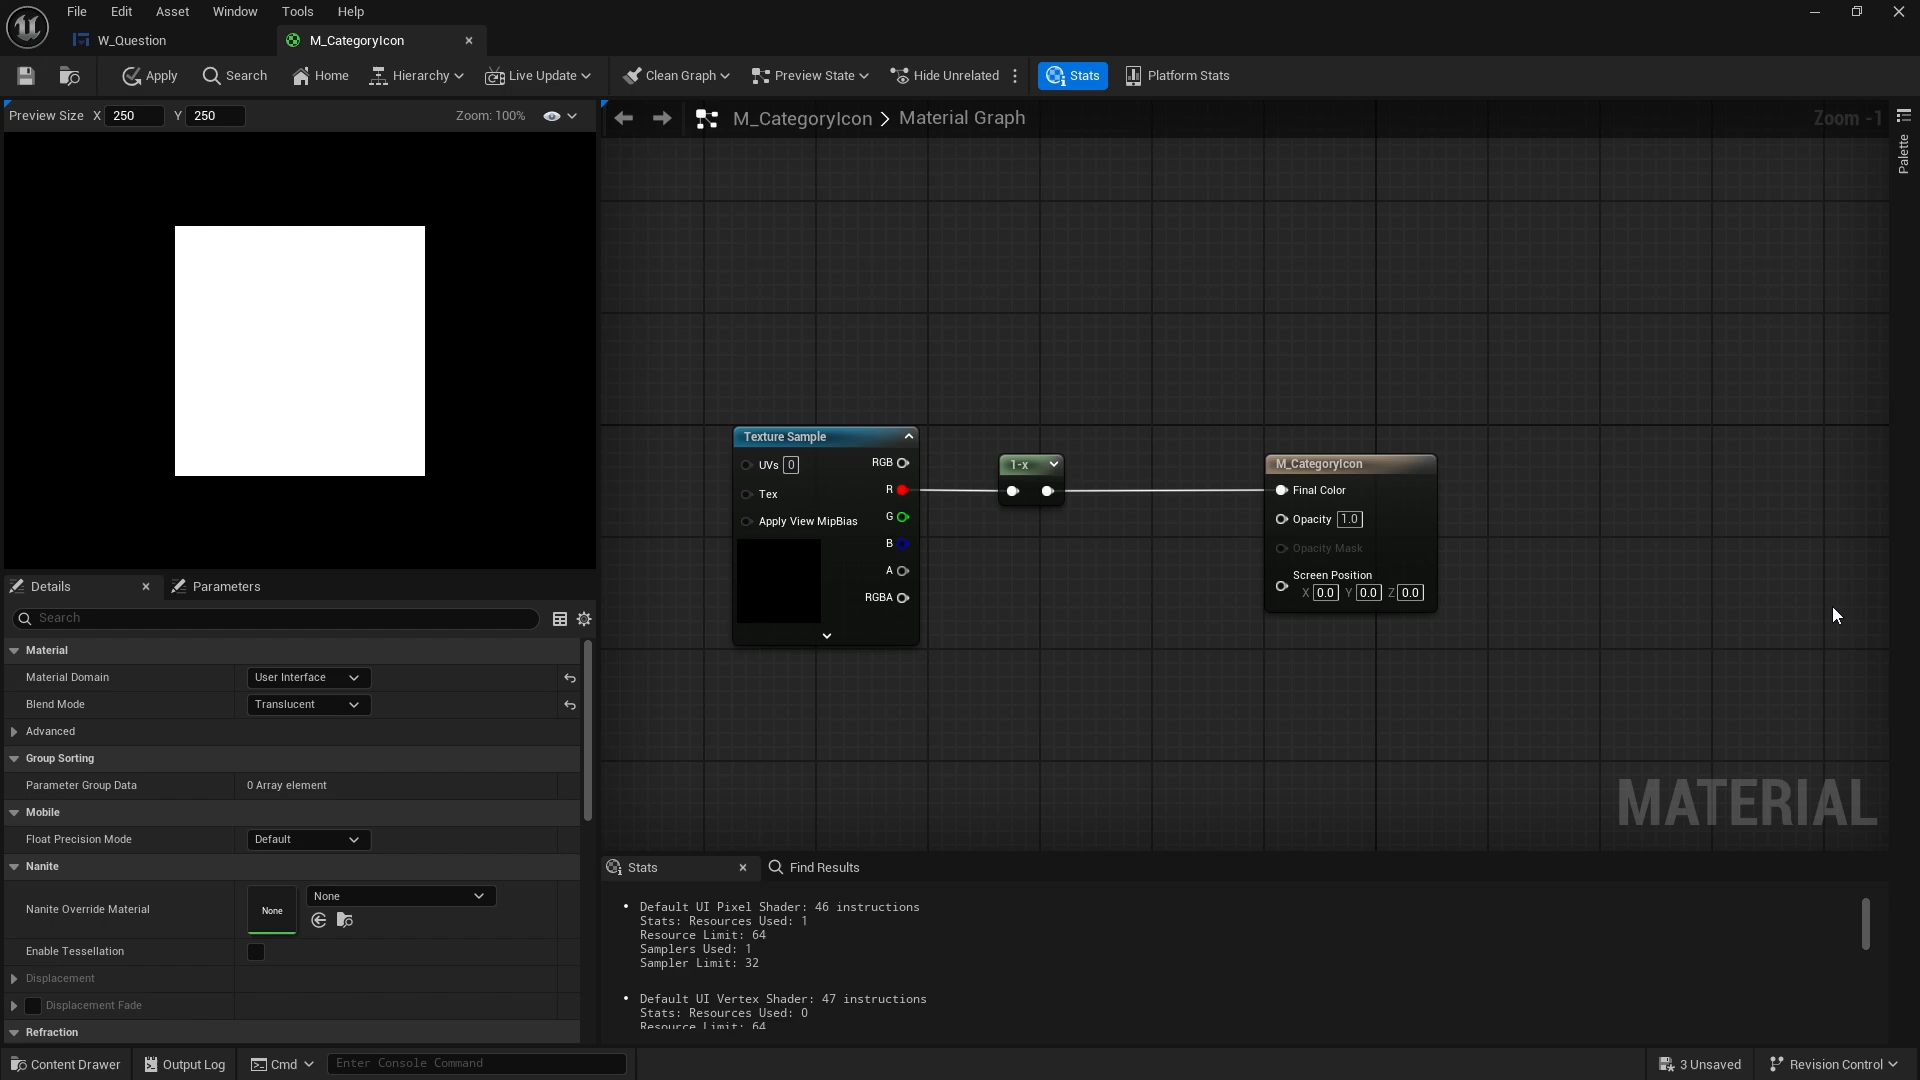 File Edit Asset Window Tools Help
W_Question M_CategoryIcon
Apply Search Home Hierarchy Live Update Clean Graph Preview State Hide Unrelated Stats Platform Stats
Preview Size X 250 Y 250 Zoom: 100%
M_CategoryIcon > Material Graph Zoom -1
Palette
Texture Sample
UVs 0 RGB
R
Tex
Apply View MipBias G
B
A
RGBA
1-x
M_CategoryIcon
Final Color
Opacity 1.0
Opacity Mask
Screen Position
X 0.0 Y 0.0 Z 0.0
MATERIAL
Details Parameters
Search
Material
Material Domain User Interface
Blend Mode Translucent
Advanced
Group Sorting
Parameter Group Data 0 Array element
Mobile
Float Precision Mode Default
Nanite
Nanite Override Material None None
Enable Tessellation
Displacement
Displacement Fade
Refraction
Stats Find Results
• Default UI Pixel Shader: 46 instructions
Stats: Resources Used: 1
Resource Limit: 64
Samplers Used: 1
Sampler Limit: 32
• Default UI Vertex Shader: 47 instructions
Stats: Resources Used: 0
Resource Limit: 64
Content Drawer Output Log Cmd Enter Console Command 3 Unsaved Revision Control